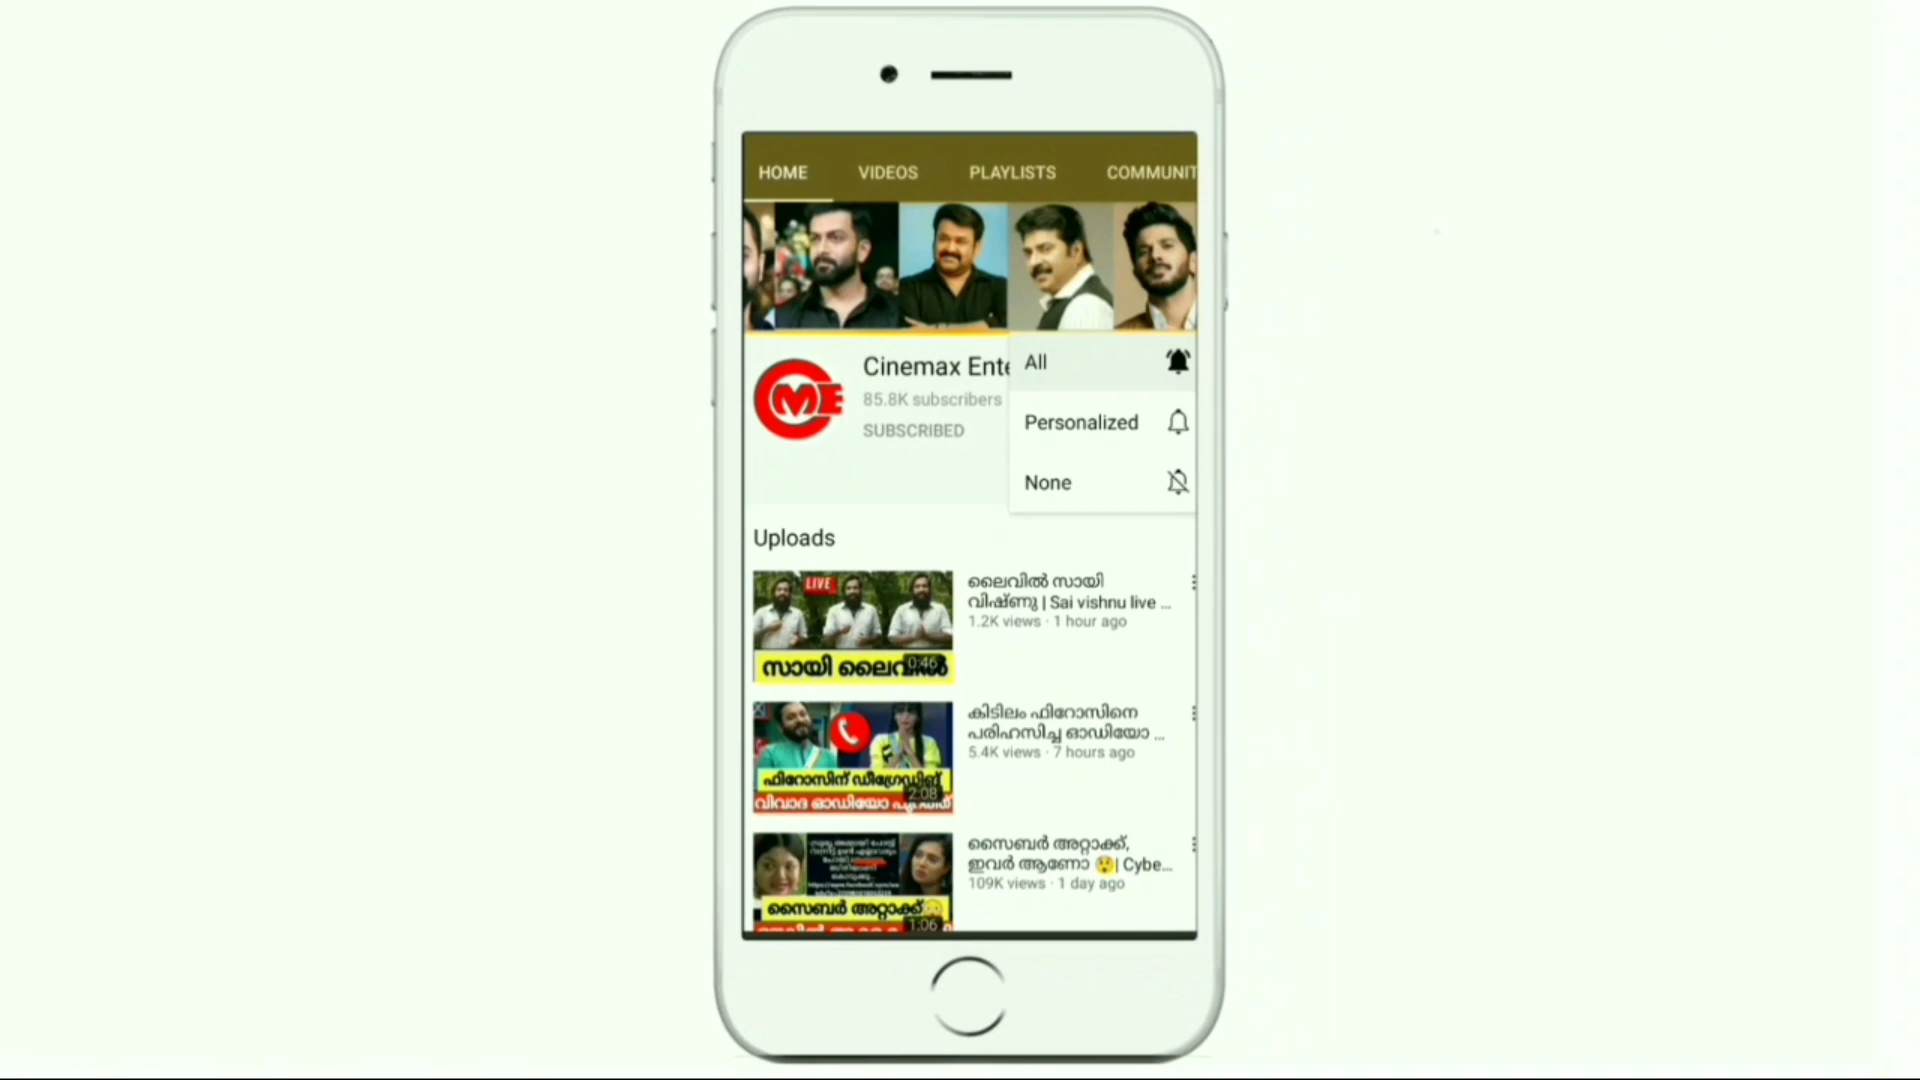 HOME VIDEOS PLAYLISTS COMMUNIT
Cinemax Ente
85.8K subscribers
SUBSCRIBED
All
Personalized
None
Uploads
LIVE
സായി ലൈവിൽ
0:46
ലൈവിൽ സായി
വിഷ്ണു | Sai vishnu live ...
1.2K views · 1 hour ago
ഫിറോസിന് ഡീഗ്രേഡിങ്ങ്
വിവാദ ഓഡിയോ
2:08
കിടിലം ഫിറോസിനെ
പരിഹസിച്ച ഓഡിയോ ...
5.4K views · 7 hours ago
സൈബർ അറ്റാക്ക്
1:06
സൈബർ അറ്റാക്ക്,
ഇവർ ആണോ 😲| Cybe...
109K views · 1 day ago